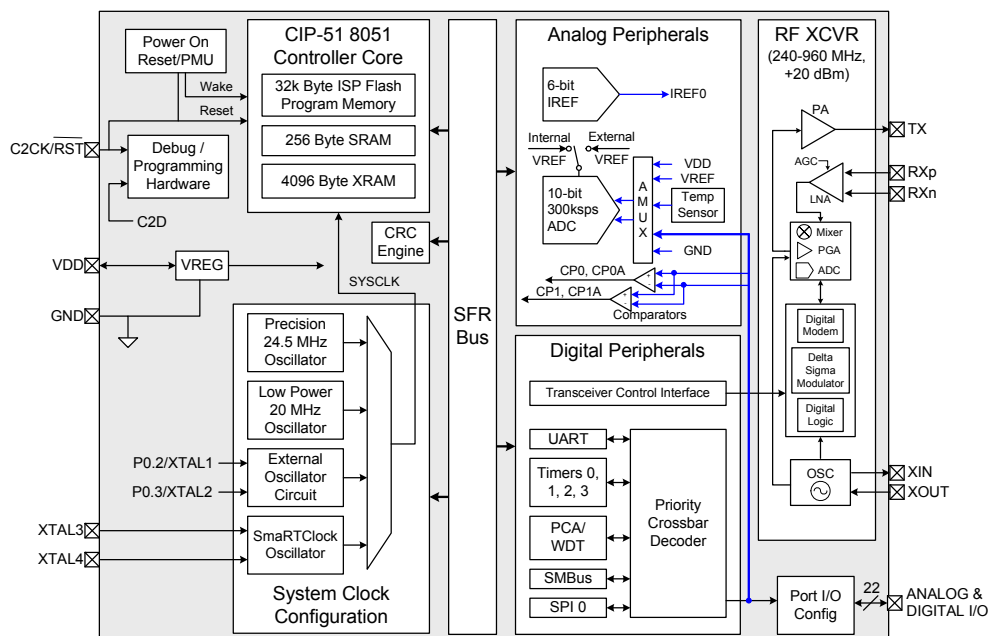 Power On
Reset/PMU
Wake
Reset
C2CK/RST
Debug /
Programming
Hardware
C2D
VDD
VREG
GND
CIP-51 8051
Controller Core
32k Byte ISP Flash
Program Memory
256 Byte SRAM
4096 Byte XRAM
CRC
Engine
SYSCLK
Precision
24.5 MHz
Oscillator
Low Power
20 MHz
Oscillator
P0.2/XTAL1
P0.3/XTAL2
External
Oscillator
Circuit
XTAL3
XTAL4
SmaRTClock
Oscillator
System Clock
Configuration
SFR
Bus
Analog Peripherals
6-bit
IREF
IREF0
Internal
External
VREF
VREF
10-bit
300ksps
ADC
A
M
U
X
VDD
VREF
Temp
Sensor
GND
CP0, CP0A
+
-
CP1, CP1A
+
-
Comparators
Digital Peripherals
Transceiver Control Interface
UART
Timers 0,
1, 2, 3
PCA/
WDT
SMBus
SPI 0
Priority
Crossbar
Decoder
RF XCVR
(240-960 MHz,
+20 dBm)
PA
TX
AGC
LNA
RXp
RXn
Mixer
PGA
ADC
Digital
Modem
Delta
Sigma
Modulator
Digital
Logic
OSC
XIN
XOUT
Port I/O
Config
22
ANALOG &
DIGITAL I/O